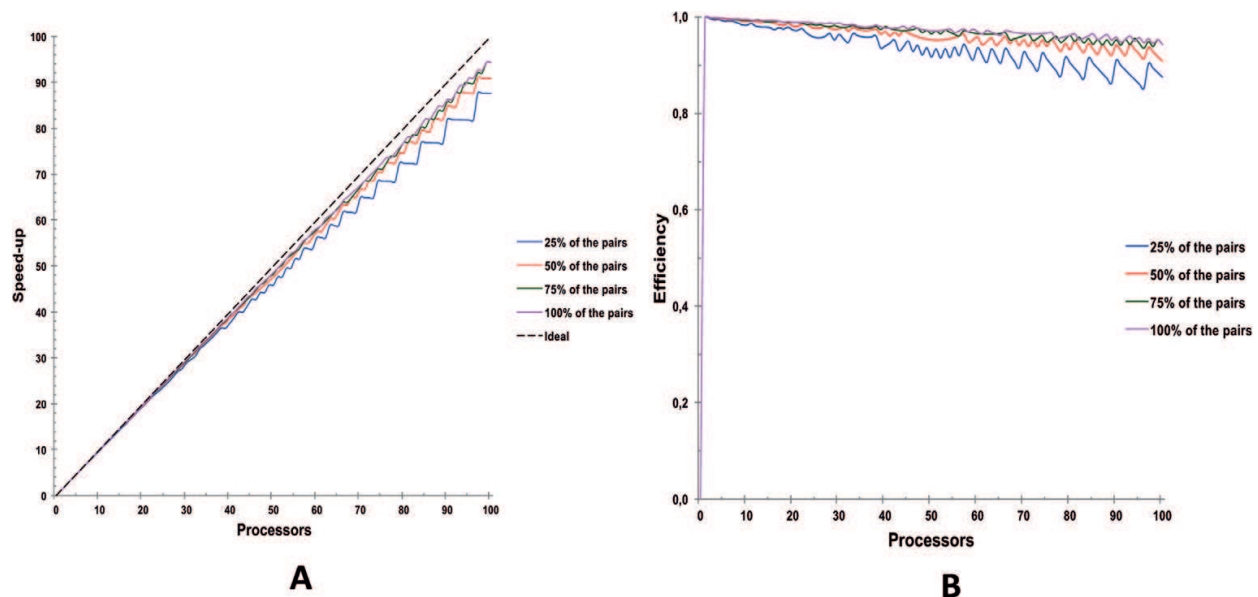 100
90
80
70
60
50
40
30
20
10
0
Speed-up
0 10 20 30 40 50 60 70 80 90 100
Processors
25% of the pairs
50% of the pairs
75% of the pairs
100% of the pairs
Ideal
A
1,0
0,8
0,6
0,4
0,2
0,0
Efficiency
0 10 20 30 40 50 60 70 80 90 100
Processors
25% of the pairs
50% of the pairs
75% of the pairs
100% of the pairs
B